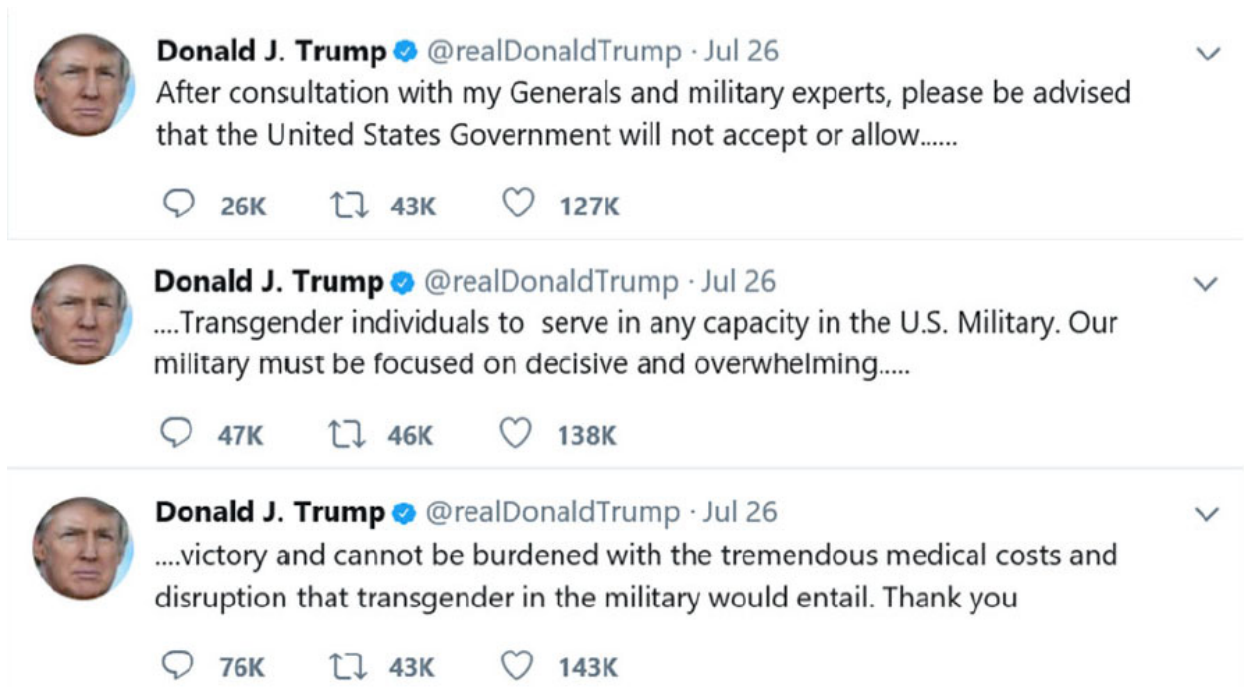 Donald J. Trump @realDonaldTrump · Jul 26
After consultation with my Generals and military experts, please be advised
that the United States Government will not accept or allow......
26K 43K 127K
Donald J. Trump @realDonaldTrump · Jul 26
....Transgender individuals to  serve in any capacity in the U.S. Military. Our
military must be focused on decisive and overwhelming.....
47K 46K 138K
Donald J. Trump @realDonaldTrump · Jul 26
....victory and cannot be burdened with the tremendous medical costs and
disruption that transgender in the military would entail. Thank you
76K 43K 143K